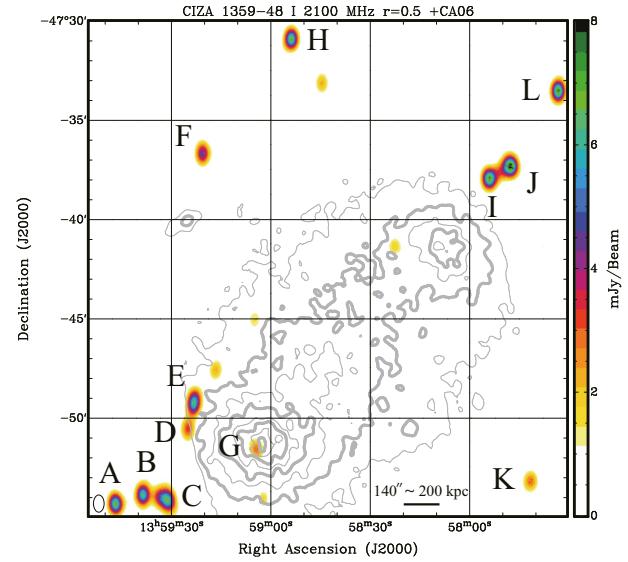 CIZA 1359-48 I 2100 MHz r=0.5 +CA06
-47°30'
-35'
-40'
-45'
-50'
H
L
F
J
I
E
D
G
A
B
C
K
140″~ 200 kpc
13ʰ59ᵐ30ˢ
59ᵐ00ˢ
58ᵐ30ˢ
58ᵐ00ˢ
Right Ascension (J2000)
Declination (J2000)
8
6
4
2
0
mJy/Beam